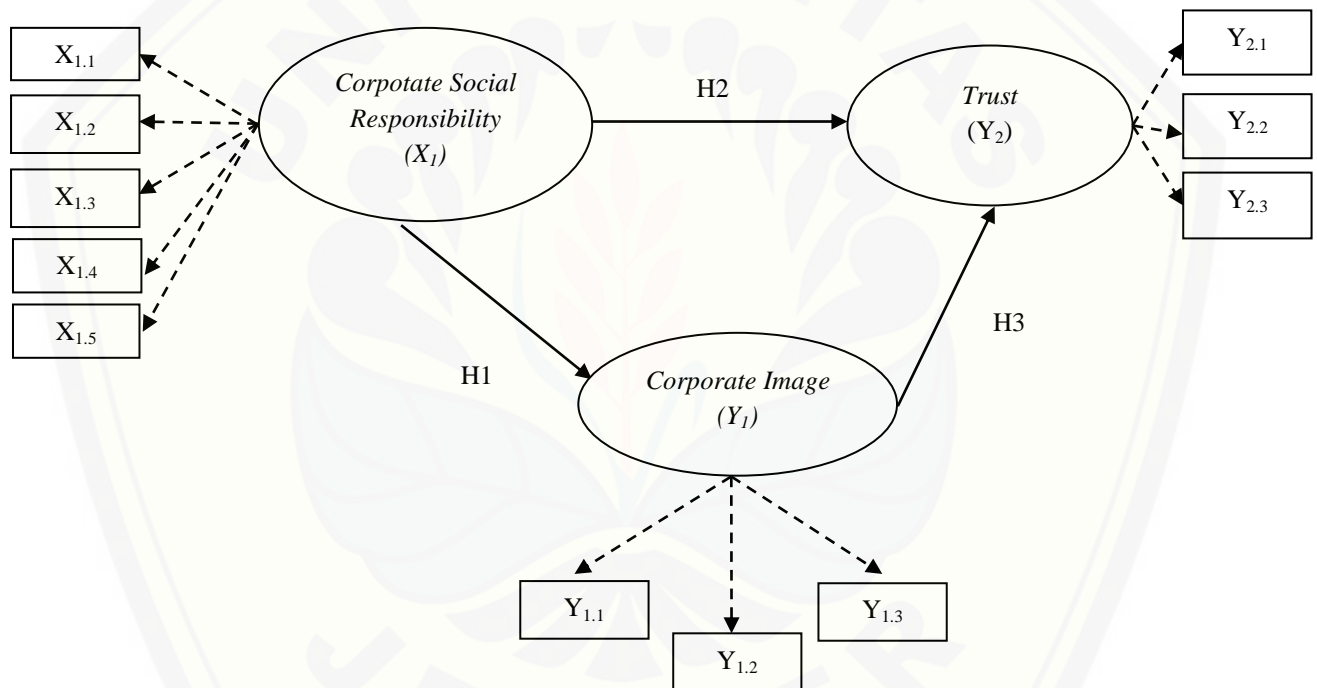 X1.1
X1.2
X1.3
X1.4
X1.5
Corpotate Social
Responsibility
(X1)
H2
Trust
(Y2)
Y2.1
Y2.2
Y2.3
H1
H3
Corporate Image
(Y1)
Y1.1
Y1.2
Y1.3